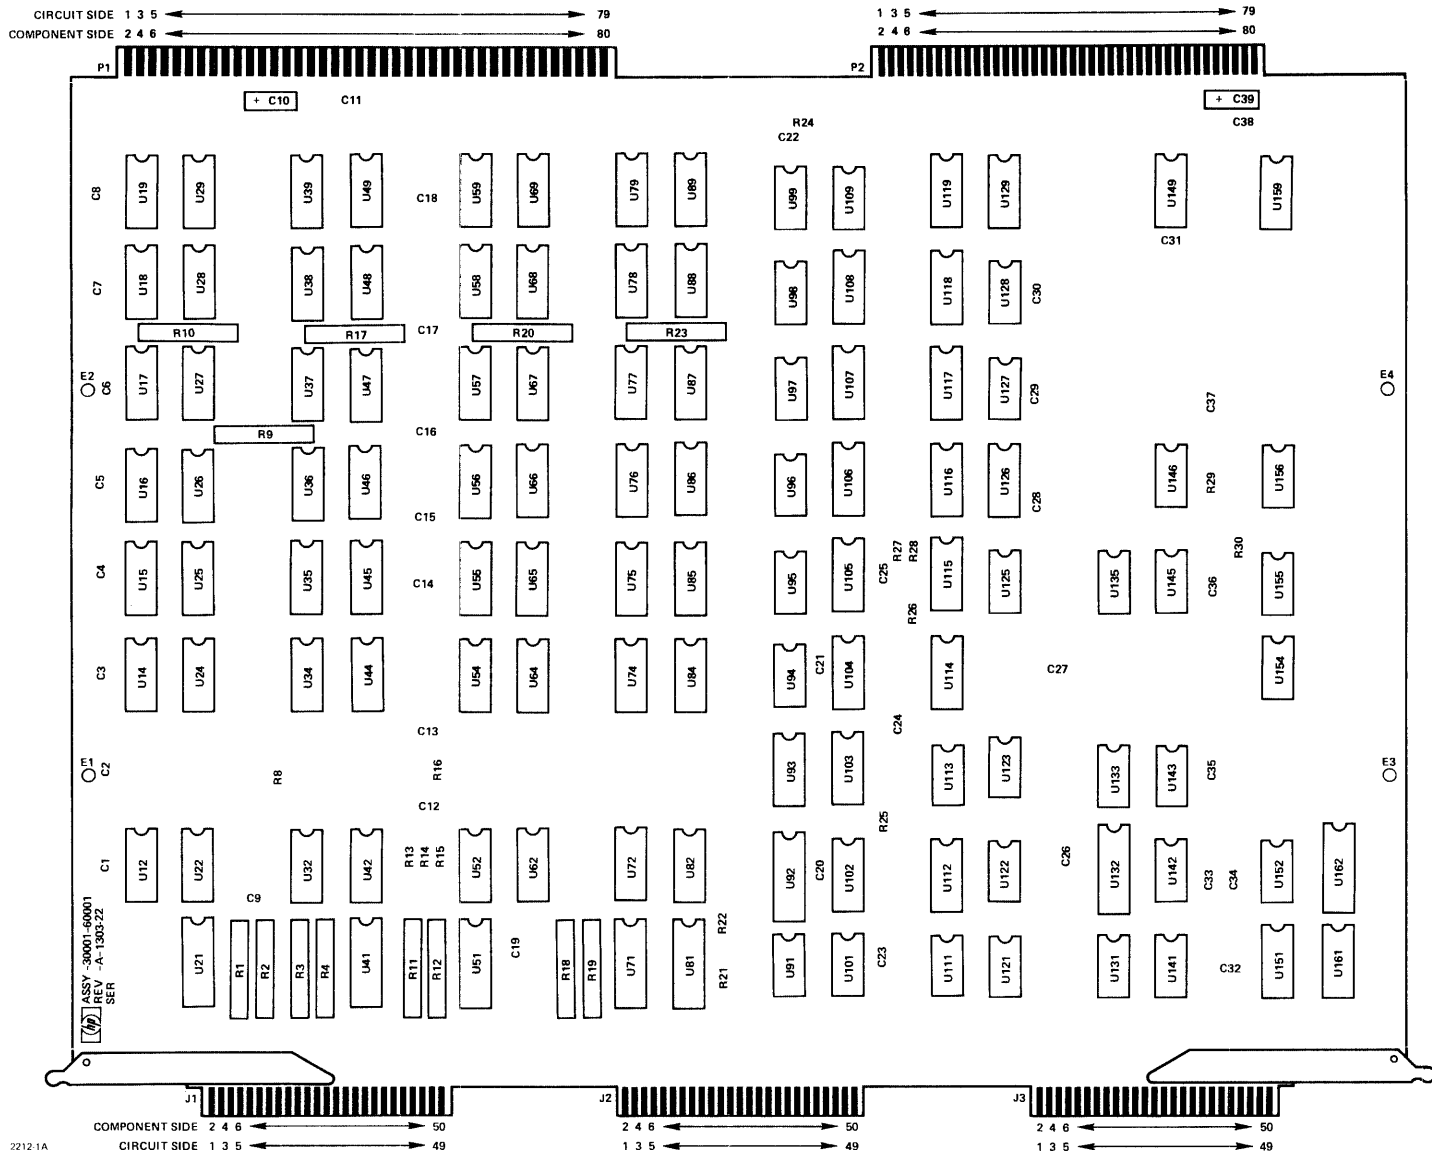 CIRCUIT SIDE 1 3 5 79
COMPONENT SIDE 2 4 6 80
1 3 5 79
2 4 6 80
P1
P2
+ C10 C11
+ C39
C38
R24
C22
C8 U19 U29 U39 U49 C18 U59 U69 U79 U89 U99 U109 U119 U129 U149 U159
C31
C7 U18 U28 U38 U48 U58 U68 U78 U88 U98 U108 U118 U128 C30
R10 R17 C17 R20 R23
E2 C6 U17 U27 U37 U47 U57 U67 U77 U87 U97 U107 U117 U127 C29 C37 E4
R9 C16
C5 U16 U26 U36 U46 U56 U66 U76 U86 U96 U106 U116 U126 C28 U146 R29 U156
C15
C4 U15 U25 U35 U45 C14 U55 U65 U75 U85 U95 U105 C25 R27 R28 U115 U125 U135 U145 C36 R30 U155
R26
C3 U14 U24 U34 U44 U54 U64 U74 U84 U94 C21 U104 U114 C27 U154
C13 C24
E1 C2 R8 R16 U93 U103 U113 U123 U133 U143 C35 E3
C12 R25
C1 U12 U22 U32 U42 R13 R14 R15 U52 U62 U72 U82 U92 C20 U102 U112 U122 C26 U132 U142 C33 C34 U152 U162
C9
U21 R1 R2 R3 R4 U41 R11 R12 U51 C19 R18 R19 U71 U81 R22 R21 U91 U101 C23 U111 U121 U131 U141 C32 U151 U161
hp ASSY -30001-60001
REV -A-1303-22
SER
J1 J2 J3
COMPONENT SIDE 2 4 6 50
CIRCUIT SIDE 1 3 5 49
2 4 6 50
1 3 5 49
2 4 6 50
1 3 5 49
2212-1A